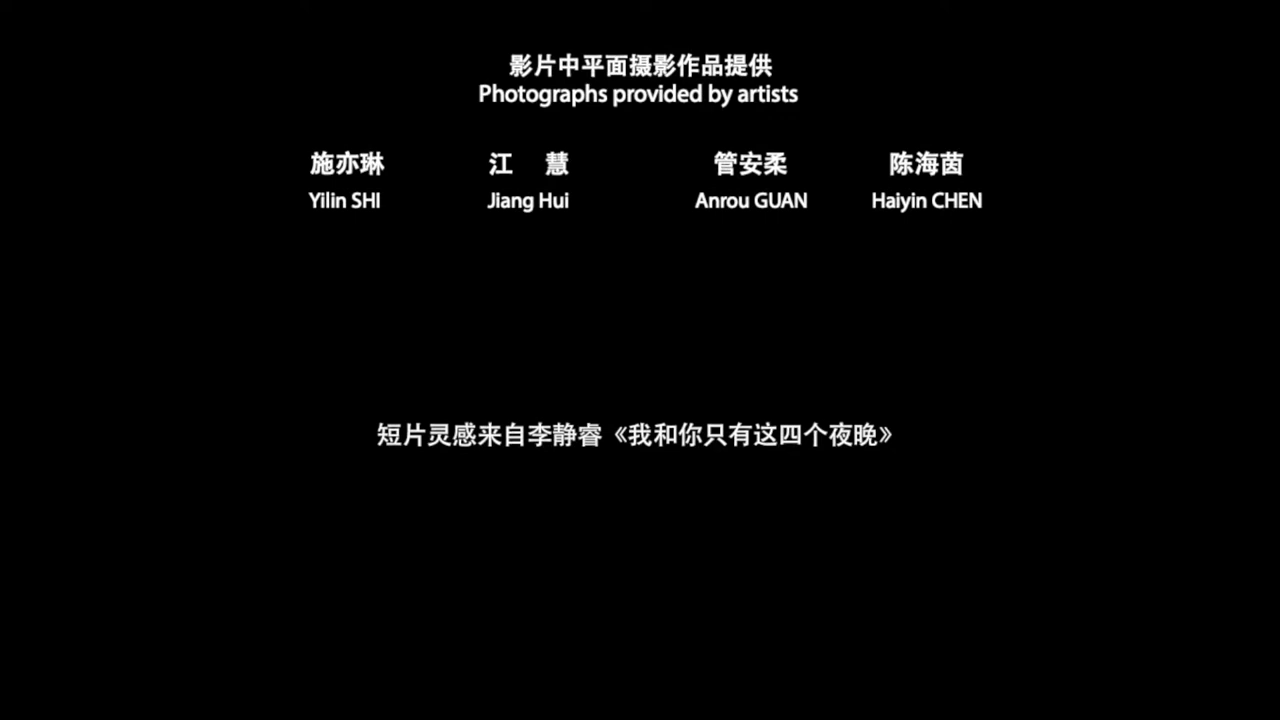 影片中平面摄影作品提供
Photographs provided by artists
施亦琳 江 慧 管安柔 陈海茵
Yilin SHI Jiang Hui Anrou GUAN Haiyin CHEN
短片灵感来自李静睿《我和你只有这四个夜晚》